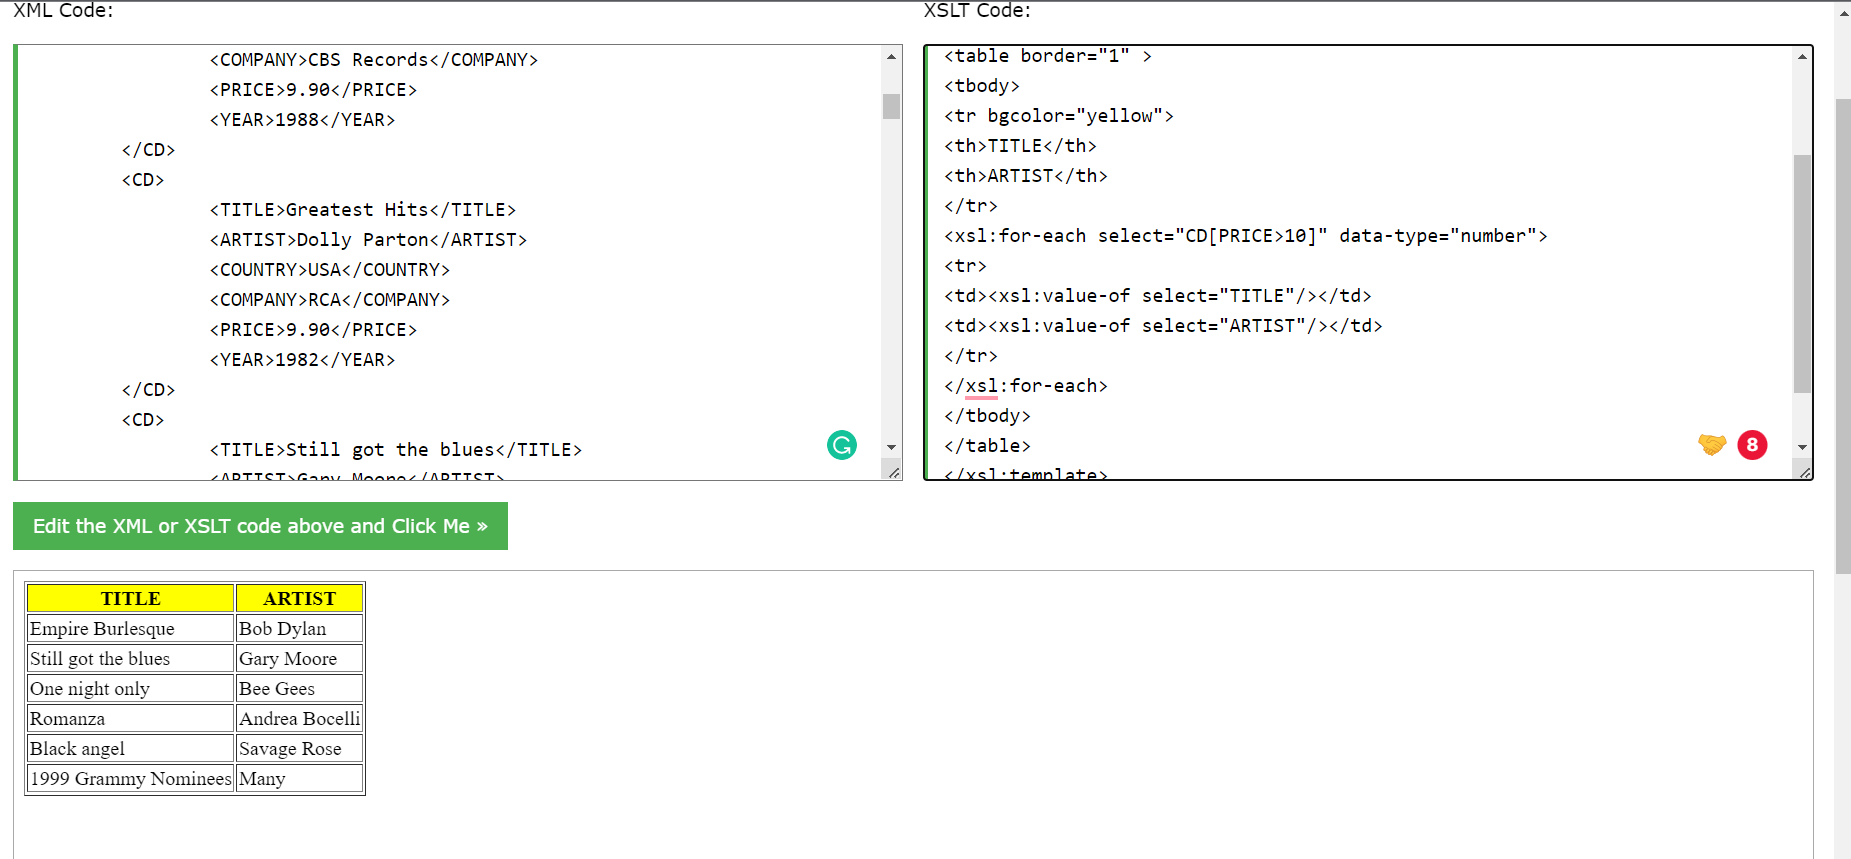 XML Code:
<COMPANY>CBS Records</COMPANY>
<PRICE>9.90</PRICE>
<YEAR>1988</YEAR>
</CD>
<CD>
<TITLE>Greatest Hits</TITLE>
<ARTIST>Dolly Parton</ARTIST>
<COUNTRY>USA</COUNTRY>
<COMPANY>RCA</COMPANY>
<PRICE>9.90</PRICE>
<YEAR>1982</YEAR>
</CD>
<CD>
<TITLE>Still got the blues</TITLE>
<ARTIST>Gary Moore</ARTIST>
XSLT Code:
<table border="1" >
<tbody>
<tr bgcolor="yellow">
<th>TITLE</th>
<th>ARTIST</th>
</tr>
<xsl:for-each select="CD[PRICE>10]" data-type="number">
<tr>
<td><xsl:value-of select="TITLE"/></td>
<td><xsl:value-of select="ARTIST"/></td>
</tr>
</xsl:for-each>
</tbody>
</table>
</xsl:template>
8
Edit the XML or XSLT code above and Click Me »
TITLE ARTIST
Empire Burlesque Bob Dylan
Still got the blues Gary Moore
One night only Bee Gees
Romanza Andrea Bocelli
Black angel Savage Rose
1999 Grammy Nominees Many